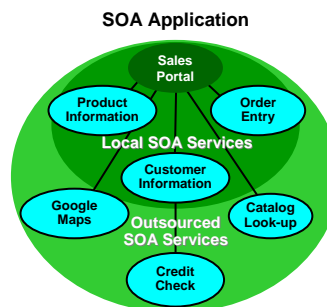 SOA Application
Sales
Portal
Product
Information
Order
Entry
Local SOA Services
Customer
Information
Google
Maps
Outsourced
SOA Services
Catalog
Look-up
Credit
Check